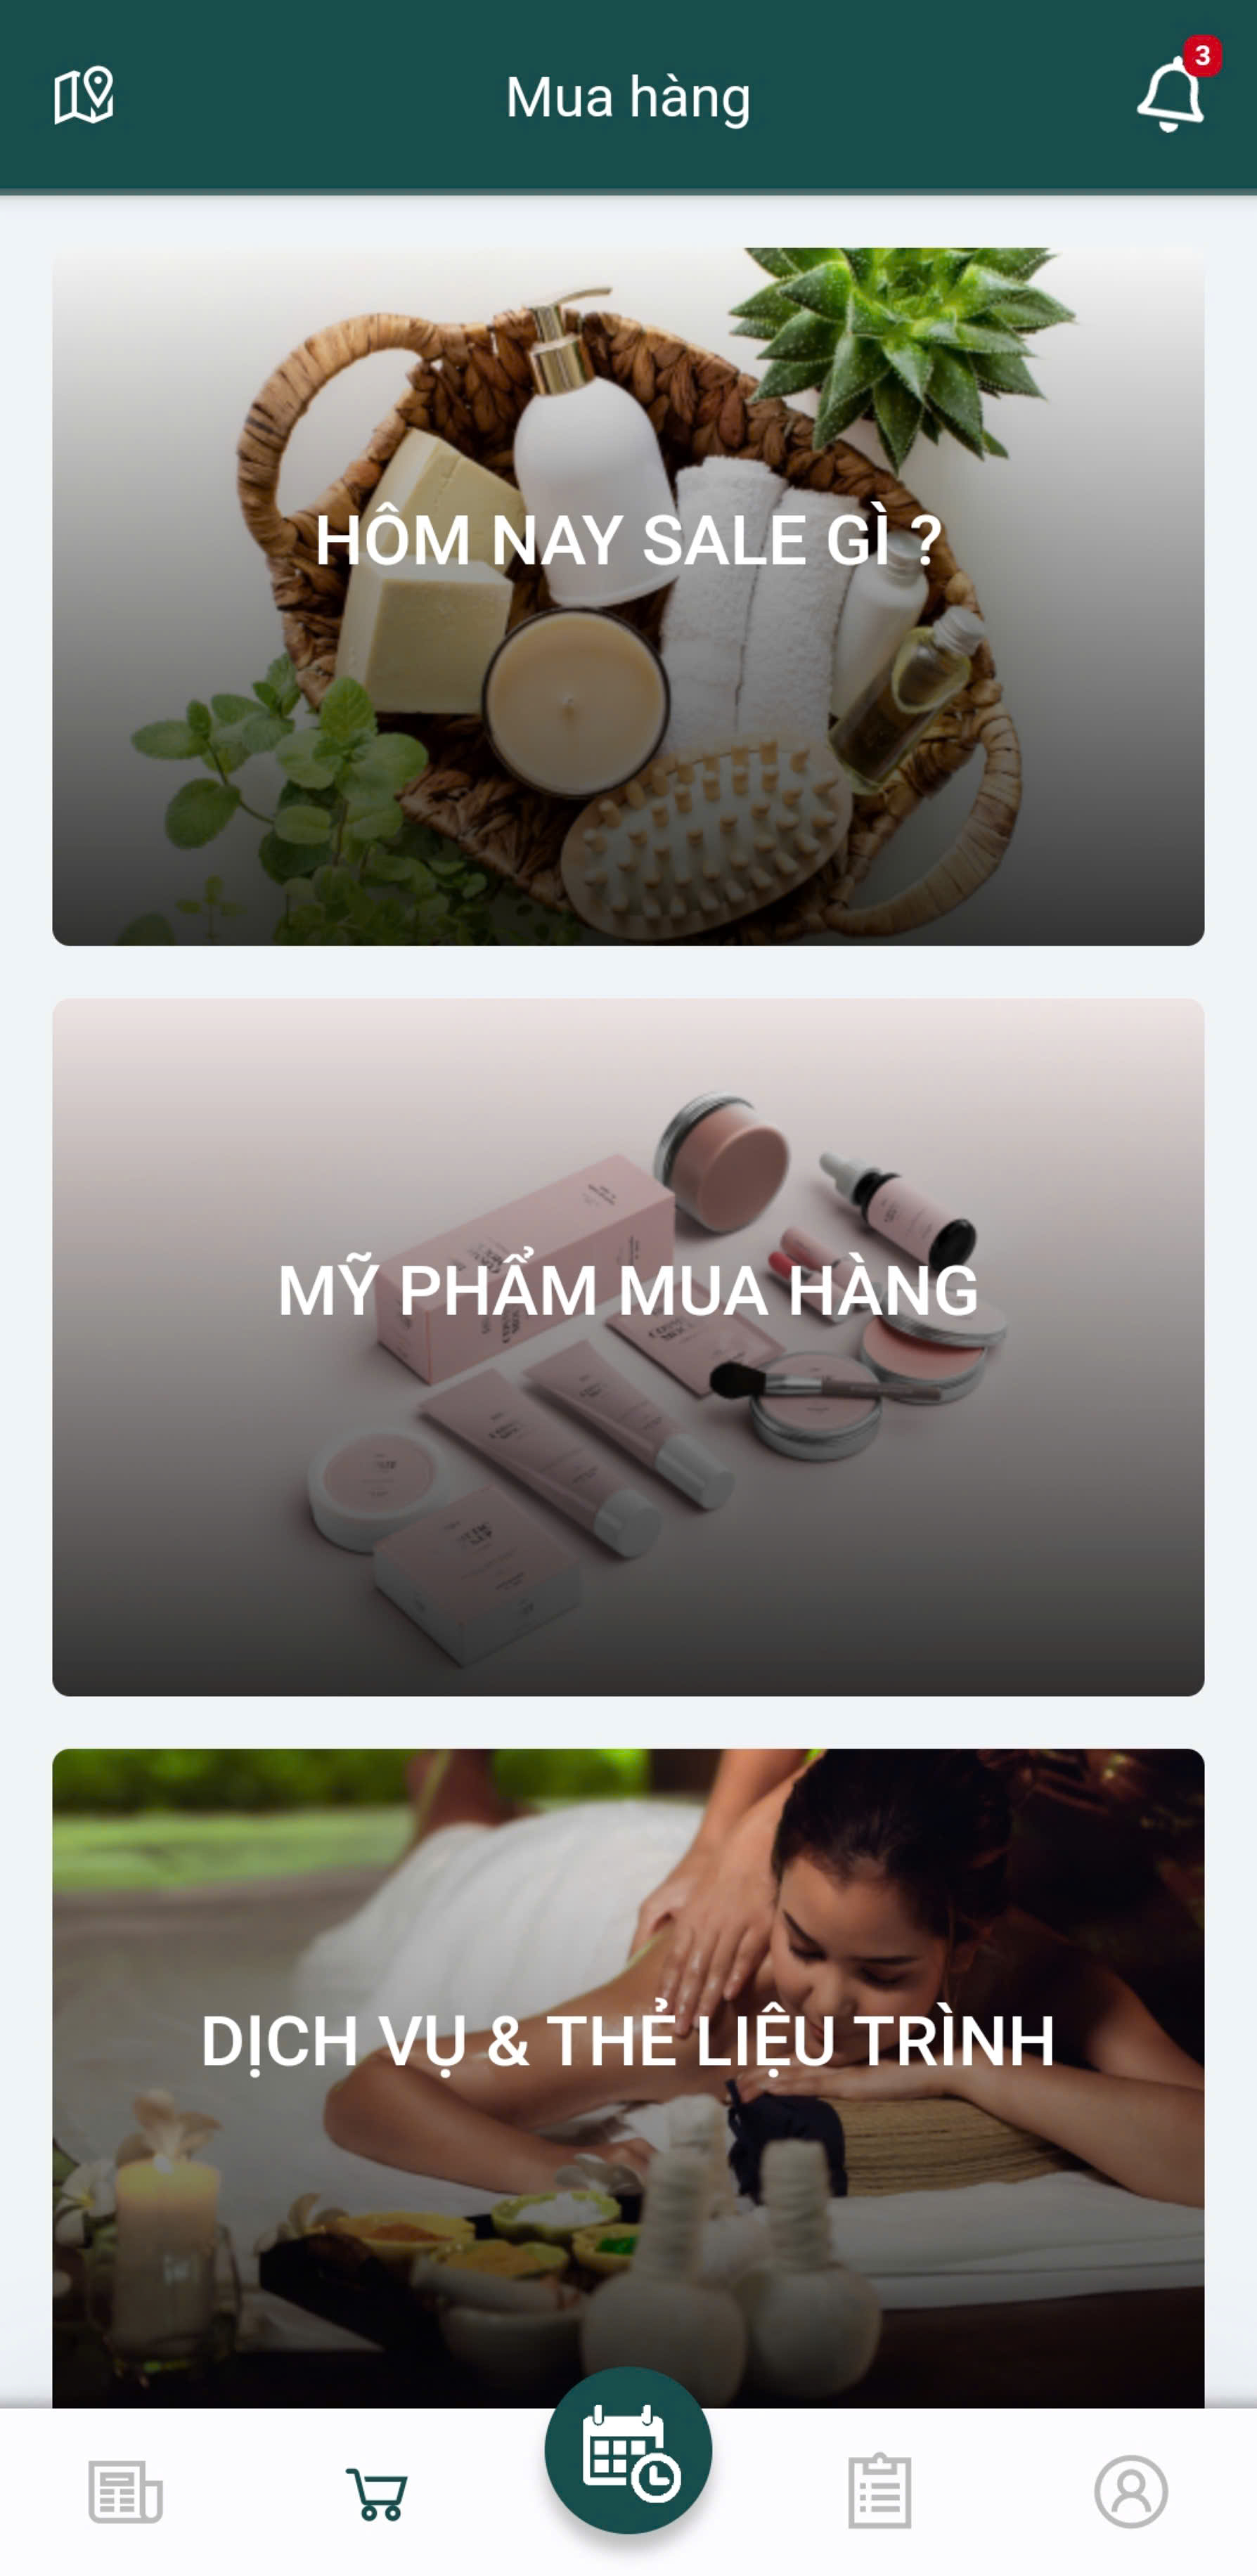 Mua hàng
3
HÔM NAY SALE GÌ ?
MỸ PHẨM MUA HÀNG
DỊCH VỤ & THẺ LIỆU TRÌNH